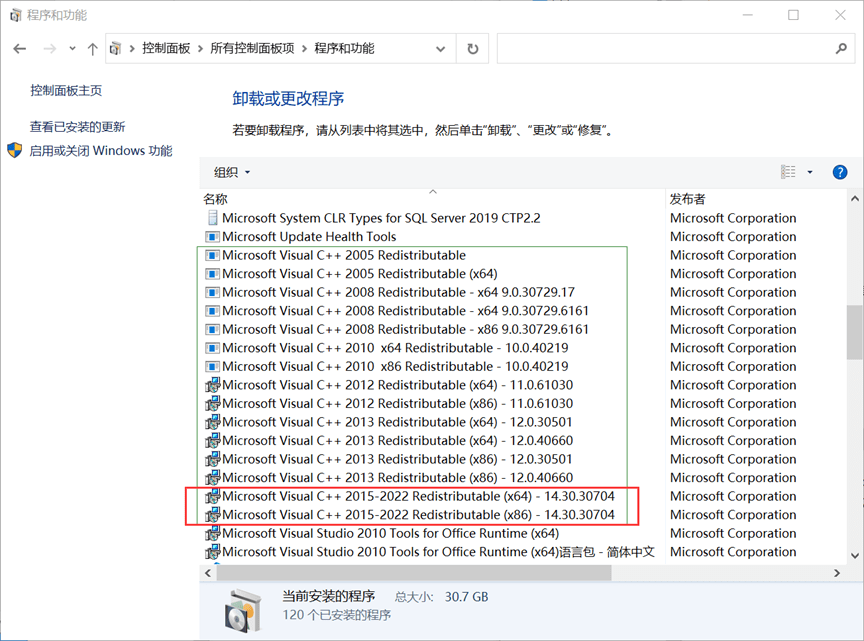 程序和功能
控制面板 > 所有控制面板项 > 程序和功能
控制面板主页
查看已安装的更新
启用或关闭 Windows 功能
卸载或更改程序
若要卸载程序，请从列表中将其选中，然后单击“卸载”、“更改”或“修复”。
组织
名称 发布者
Microsoft System CLR Types for SQL Server 2019 CTP2.2 Microsoft Corporation
Microsoft Update Health Tools Microsoft Corporation
Microsoft Visual C++ 2005 Redistributable Microsoft Corporation
Microsoft Visual C++ 2005 Redistributable (x64) Microsoft Corporation
Microsoft Visual C++ 2008 Redistributable - x64 9.0.30729.17 Microsoft Corporation
Microsoft Visual C++ 2008 Redistributable - x64 9.0.30729.6161 Microsoft Corporation
Microsoft Visual C++ 2008 Redistributable - x86 9.0.30729.6161 Microsoft Corporation
Microsoft Visual C++ 2010  x64 Redistributable - 10.0.40219 Microsoft Corporation
Microsoft Visual C++ 2010  x86 Redistributable - 10.0.40219 Microsoft Corporation
Microsoft Visual C++ 2012 Redistributable (x64) - 11.0.61030 Microsoft Corporation
Microsoft Visual C++ 2012 Redistributable (x86) - 11.0.61030 Microsoft Corporation
Microsoft Visual C++ 2013 Redistributable (x64) - 12.0.30501 Microsoft Corporation
Microsoft Visual C++ 2013 Redistributable (x64) - 12.0.40660 Microsoft Corporation
Microsoft Visual C++ 2013 Redistributable (x86) - 12.0.30501 Microsoft Corporation
Microsoft Visual C++ 2013 Redistributable (x86) - 12.0.40660 Microsoft Corporation
Microsoft Visual C++ 2015-2022 Redistributable (x64) - 14.30.30704 Microsoft Corporation
Microsoft Visual C++ 2015-2022 Redistributable (x86) - 14.30.30704 Microsoft Corporation
Microsoft Visual Studio 2010 Tools for Office Runtime (x64) Microsoft Corporation
Microsoft Visual Studio 2010 Tools for Office Runtime (x64)语言包 - 简体中文 Microsoft Corporation
当前安装的程序 总大小: 30.7 GB
120 个已安装的程序